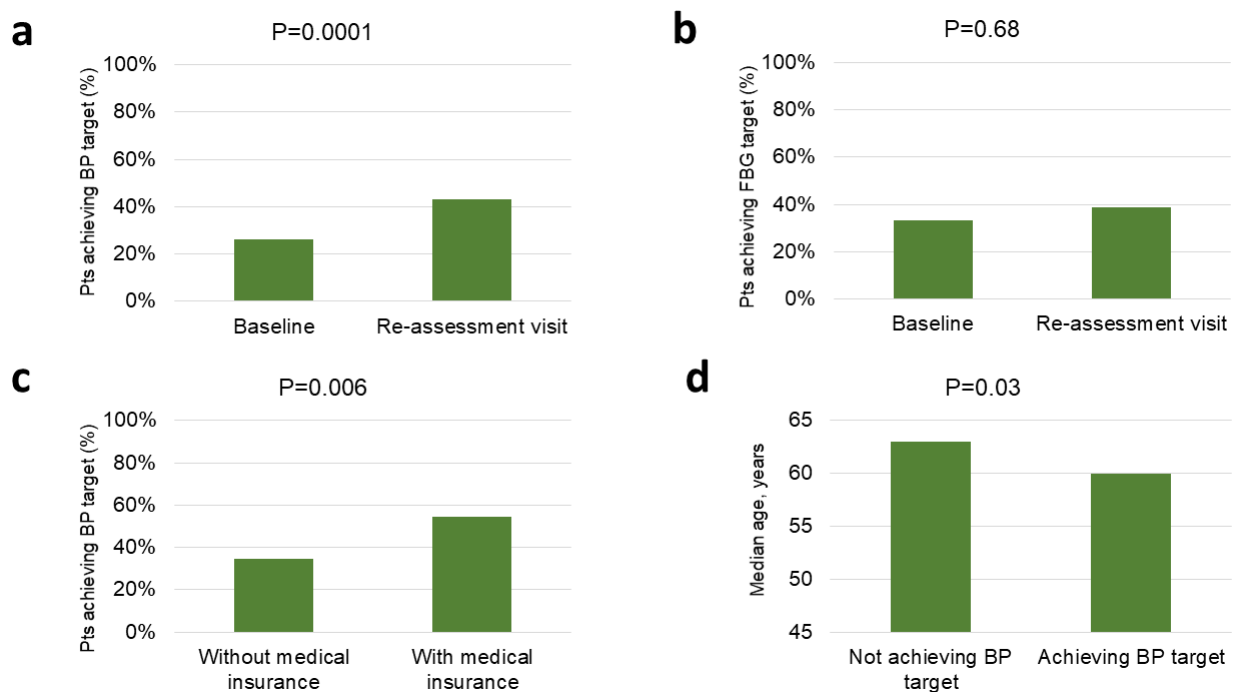 a
P=0.0001
Pts achieving BP target (%)
100%
80%
60%
40%
20%
0%
Baseline
Re-assessment visit
b
P=0.68
Pts achieving FBG target (%)
100%
80%
60%
40%
20%
0%
Baseline
Re-assessment visit
c
P=0.006
Pts achieving BP target (%)
100%
80%
60%
40%
20%
0%
Without medical
insurance
With medical
insurance
d
P=0.03
Median age, years
65
60
55
50
45
Not achieving BP
target
Achieving BP target